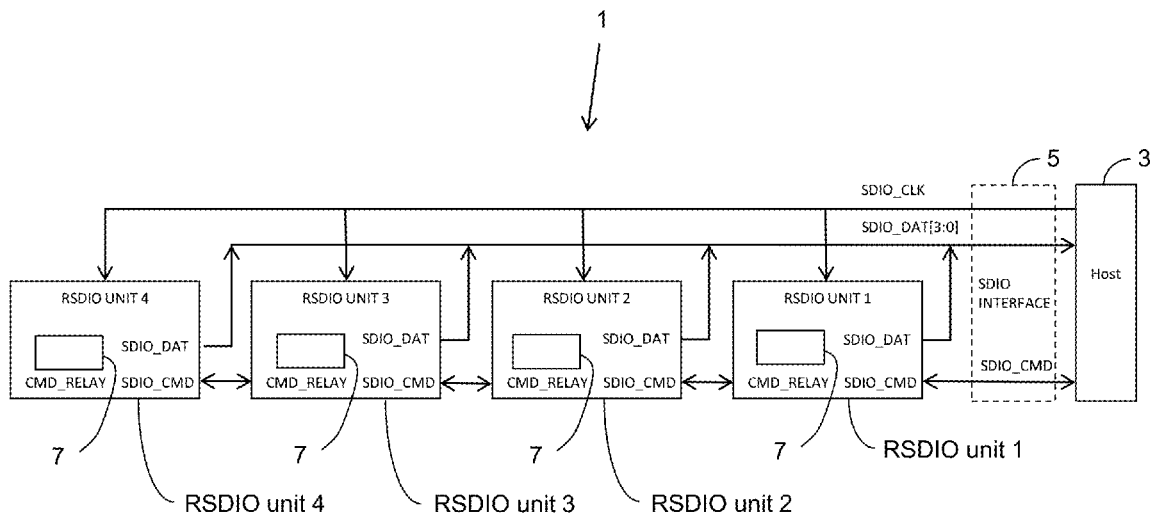 1
5
3
SDIO_CLK
SDIO_DAT[3:0]
RSDIO UNIT 4
RSDIO UNIT 3
RSDIO UNIT 2
RSDIO UNIT 1
SDIO INTERFACE
Host
SDIO_DAT
SDIO_DAT
SDIO_DAT
SDIO_DAT
CMD_RELAY
SDIO_CMD
CMD_RELAY
SDIO_CMD
CMD_RELAY
SDIO_CMD
CMD_RELAY
SDIO_CMD
SDIO_CMD
7
7
7
7
RSDIO unit 1
RSDIO unit 4
RSDIO unit 3
RSDIO unit 2